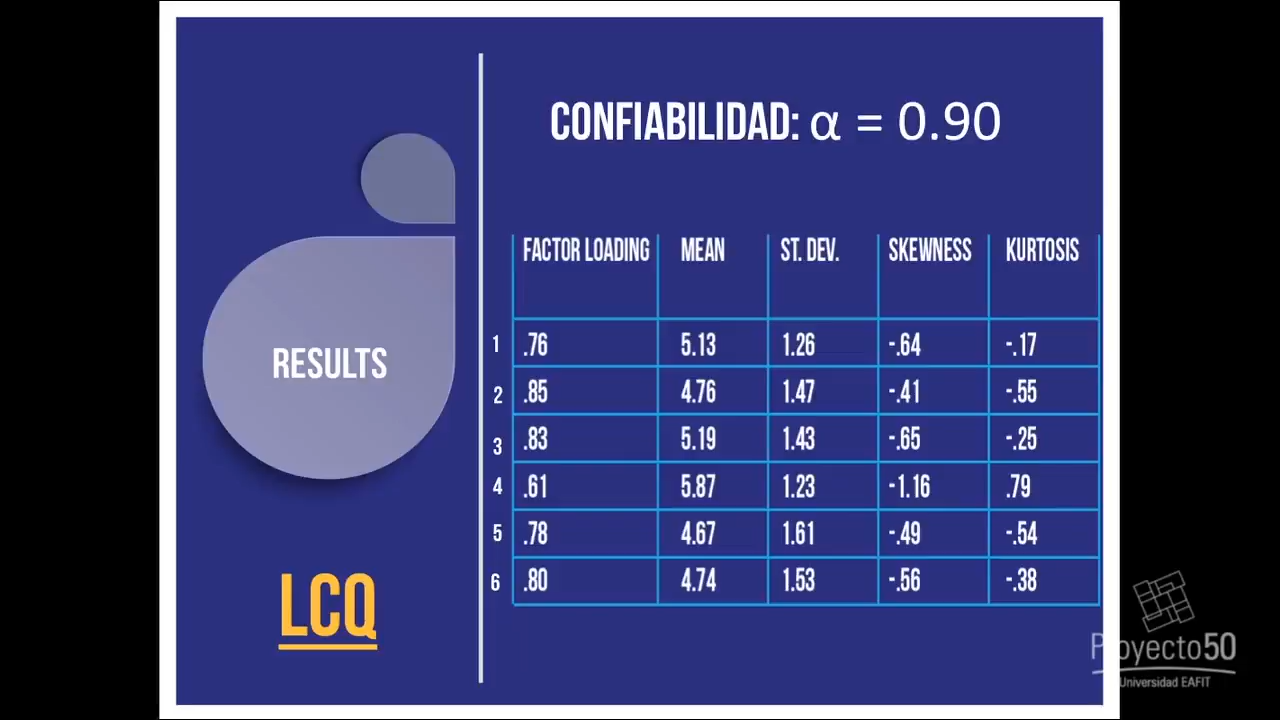 CONFIABILIDAD: α = 0.90
RESULTS
LCQ
FACTOR LOADING MEAN ST. DEV. SKEWNESS KURTOSIS
1 .76 5.13 1.26 -.64 -.17
2 .85 4.76 1.47 -.41 -.55
3 .83 5.19 1.43 -.65 -.25
4 .61 5.87 1.23 -1.16 .79
5 .78 4.67 1.61 -.49 -.54
6 .80 4.74 1.53 -.56 -.38
Proyecto50
Universidad EAFIT